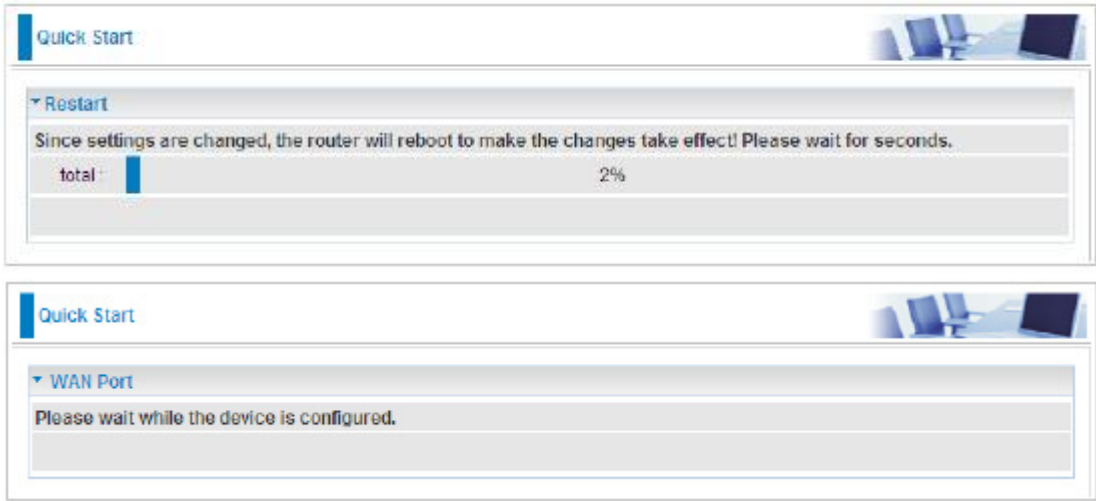 Quick Start
Restart
Since settings are changed, the router will reboot to make the changes take effect! Please wait for seconds.
total : 2%
Quick Start
WAN Port
Please wait while the device is configured.